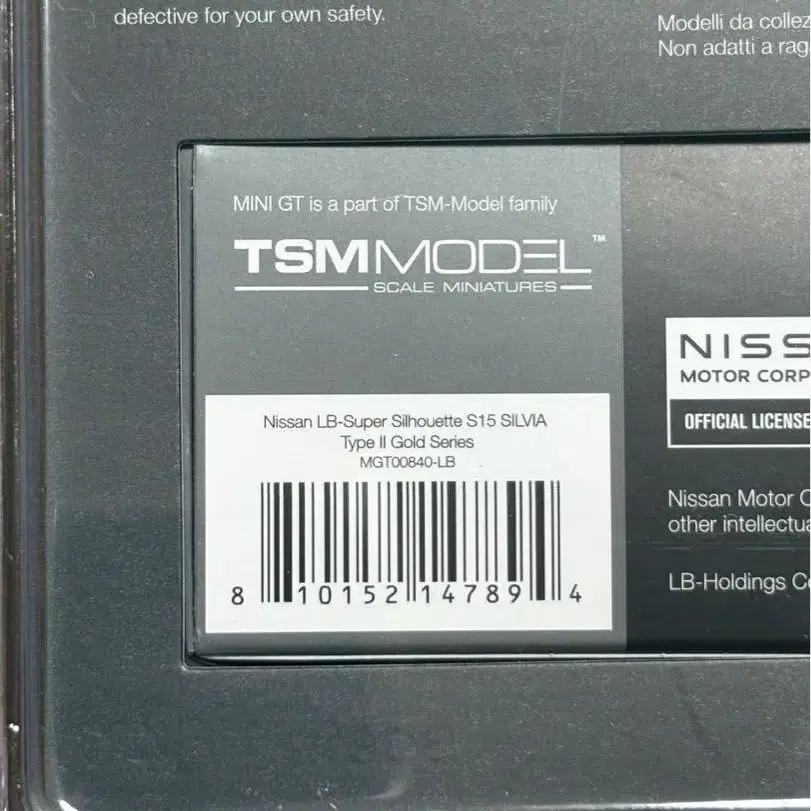 defective for your own safety.
Modelli da collez
Non adatti a rag
MINI GT is a part of TSM-Model family
TSMMODEL™
SCALE MINIATURES
Nissan LB-Super Silhouette S15 SILVIA
Type II Gold Series
MGT00840-LB
8 10152 14789 4
NISS
MOTOR CORP
OFFICIAL LICENSE
Nissan Motor C
other intellectua
LB-Holdings Co